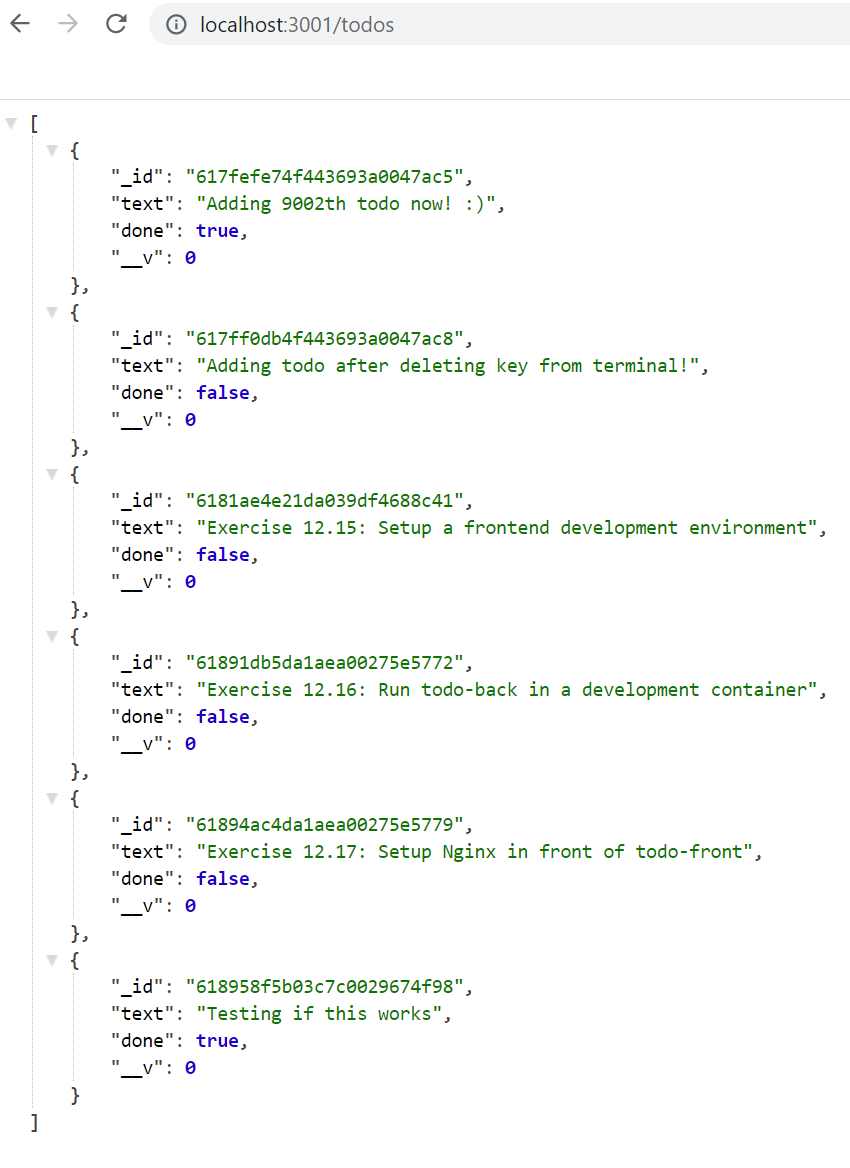 localhost:3001/todos
[
{
"_id": "617fefe74f443693a0047ac5",
"text": "Adding 9002th todo now! :)",
"done": true,
"__v": 0
},
{
"_id": "617ff0db4f443693a0047ac8",
"text": "Adding todo after deleting key from terminal!",
"done": false,
"__v": 0
},
{
"_id": "6181ae4e21da039df4688c41",
"text": "Exercise 12.15: Setup a frontend development environment",
"done": false,
"__v": 0
},
{
"_id": "61891db5da1aea00275e5772",
"text": "Exercise 12.16: Run todo-back in a development container",
"done": false,
"__v": 0
},
{
"_id": "61894ac4da1aea00275e5779",
"text": "Exercise 12.17: Setup Nginx in front of todo-front",
"done": false,
"__v": 0
},
{
"_id": "618958f5b03c7c0029674f98",
"text": "Testing if this works",
"done": true,
"__v": 0
}
]